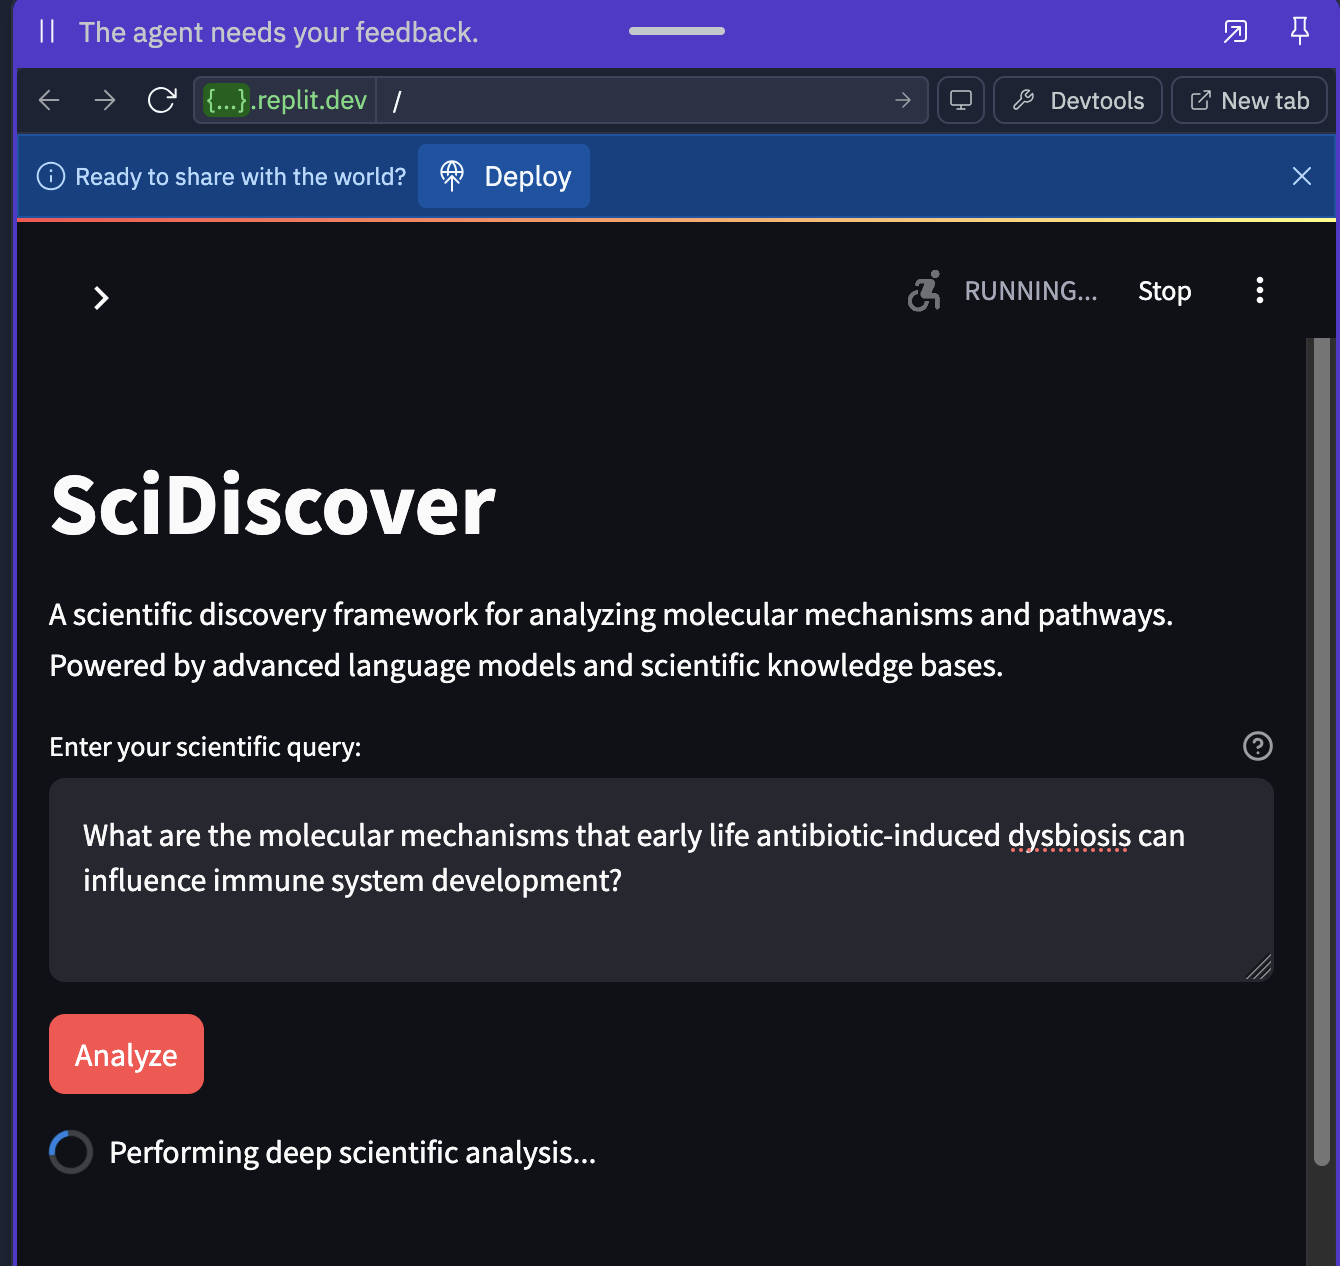 The agent needs your feedback.
{...}.replit.dev /
Devtools
New tab
Ready to share with the world?
Deploy
RUNNING...
Stop
SciDiscover
A scientific discovery framework for analyzing molecular mechanisms and pathways.
Powered by advanced language models and scientific knowledge bases.
Enter your scientific query:
What are the molecular mechanisms that early life antibiotic-induced dysbiosis can
influence immune system development?
Analyze
Performing deep scientific analysis...